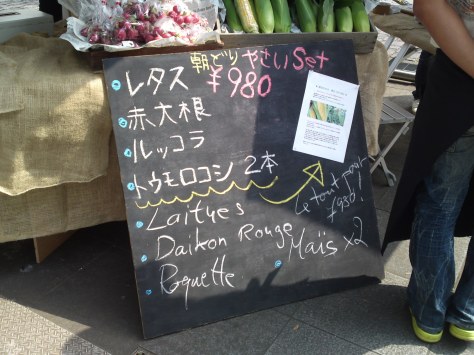 朝どりやさいSet
¥980
レタス
赤大根
ルッコラ
トウモロコシ 2本
Laitues
Daikon Rouge
Roquette
Maïs x2
Le tout pour
¥980!